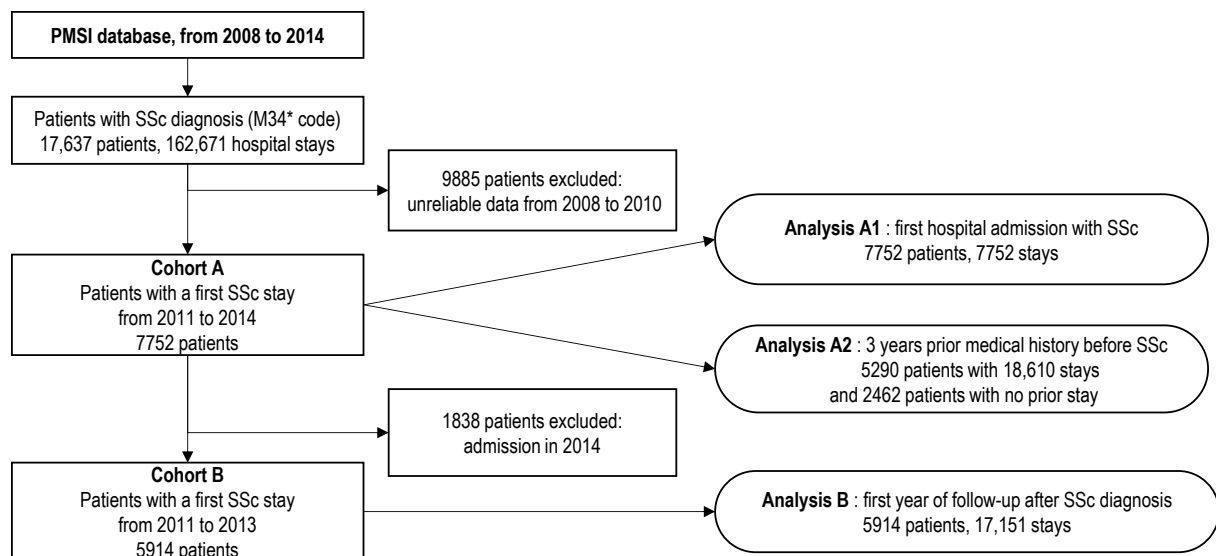 PMSI database, from 2008 to 2014
Patients with SSc diagnosis (M34* code)
17,637 patients, 162,671 hospital stays
9885 patients excluded:
unreliable data from 2008 to 2010
Cohort A
Patients with a first SSc stay
from 2011 to 2014
7752 patients
Analysis A1 : first hospital admission with SSc
7752 patients, 7752 stays
Analysis A2 : 3 years prior medical history before SSc
5290 patients with 18,610 stays
and 2462 patients with no prior stay
1838 patients excluded:
admission in 2014
Cohort B
Patients with a first SSc stay
from 2011 to 2013
5914 patients
Analysis B : first year of follow-up after SSc diagnosis
5914 patients, 17,151 stays